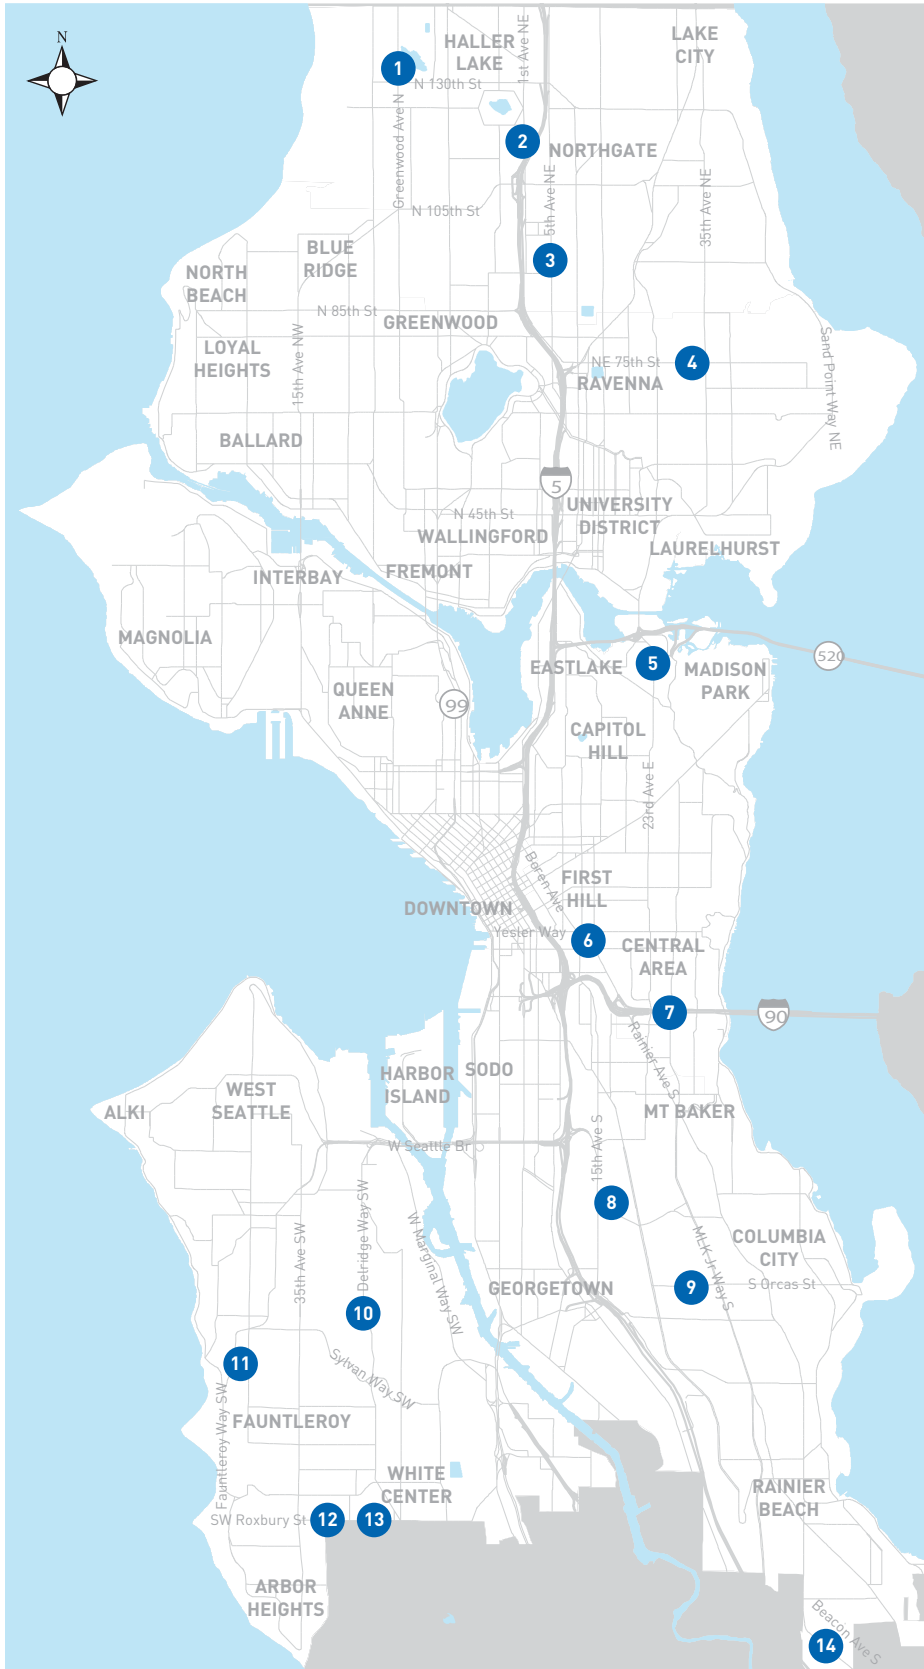 N
HALLER
LAKE
1st Ave NE
LAKE
CITY
1
N 130th St
Greenwood Ave N
2
NORTHGATE
5th Ave NE
35th Ave NE
N 105th St
BLUE
RIDGE
3
NORTH
BEACH
N 85th St
GREENWOOD
15th Ave NW
LOYAL
HEIGHTS
NE 75th St
4
RAVENNA
Sand Point Way NE
BALLARD
5
N 45th St
UNIVERSITY
DISTRICT
WALLINGFORD
LAURELHURST
INTERBAY
FREMONT
MAGNOLIA
EASTLAKE
5
520
MADISON
PARK
QUEEN
ANNE
99
CAPITOL
HILL
23rd Ave E
Boren Ave
FIRST
HILL
DOWNTOWN
Yesler Way
6
CENTRAL
AREA
7
90
Rainier Ave S
HARBOR
ISLAND
SODO
WEST
SEATTLE
ALKI
MT BAKER
W Seattle Br
15th Ave S
8
35th Ave SW
Delridge Way SW
W Marginal Way SW
MLK Jr Way S
COLUMBIA
CITY
GEORGETOWN
9
S Orcas St
10
11
Sylvan Way SW
Fauntleroy Way SW
FAUNTLEROY
WHITE
CENTER
RAINIER
BEACH
SW Roxbury St
12
13
ARBOR
HEIGHTS
Beacon Ave S
14